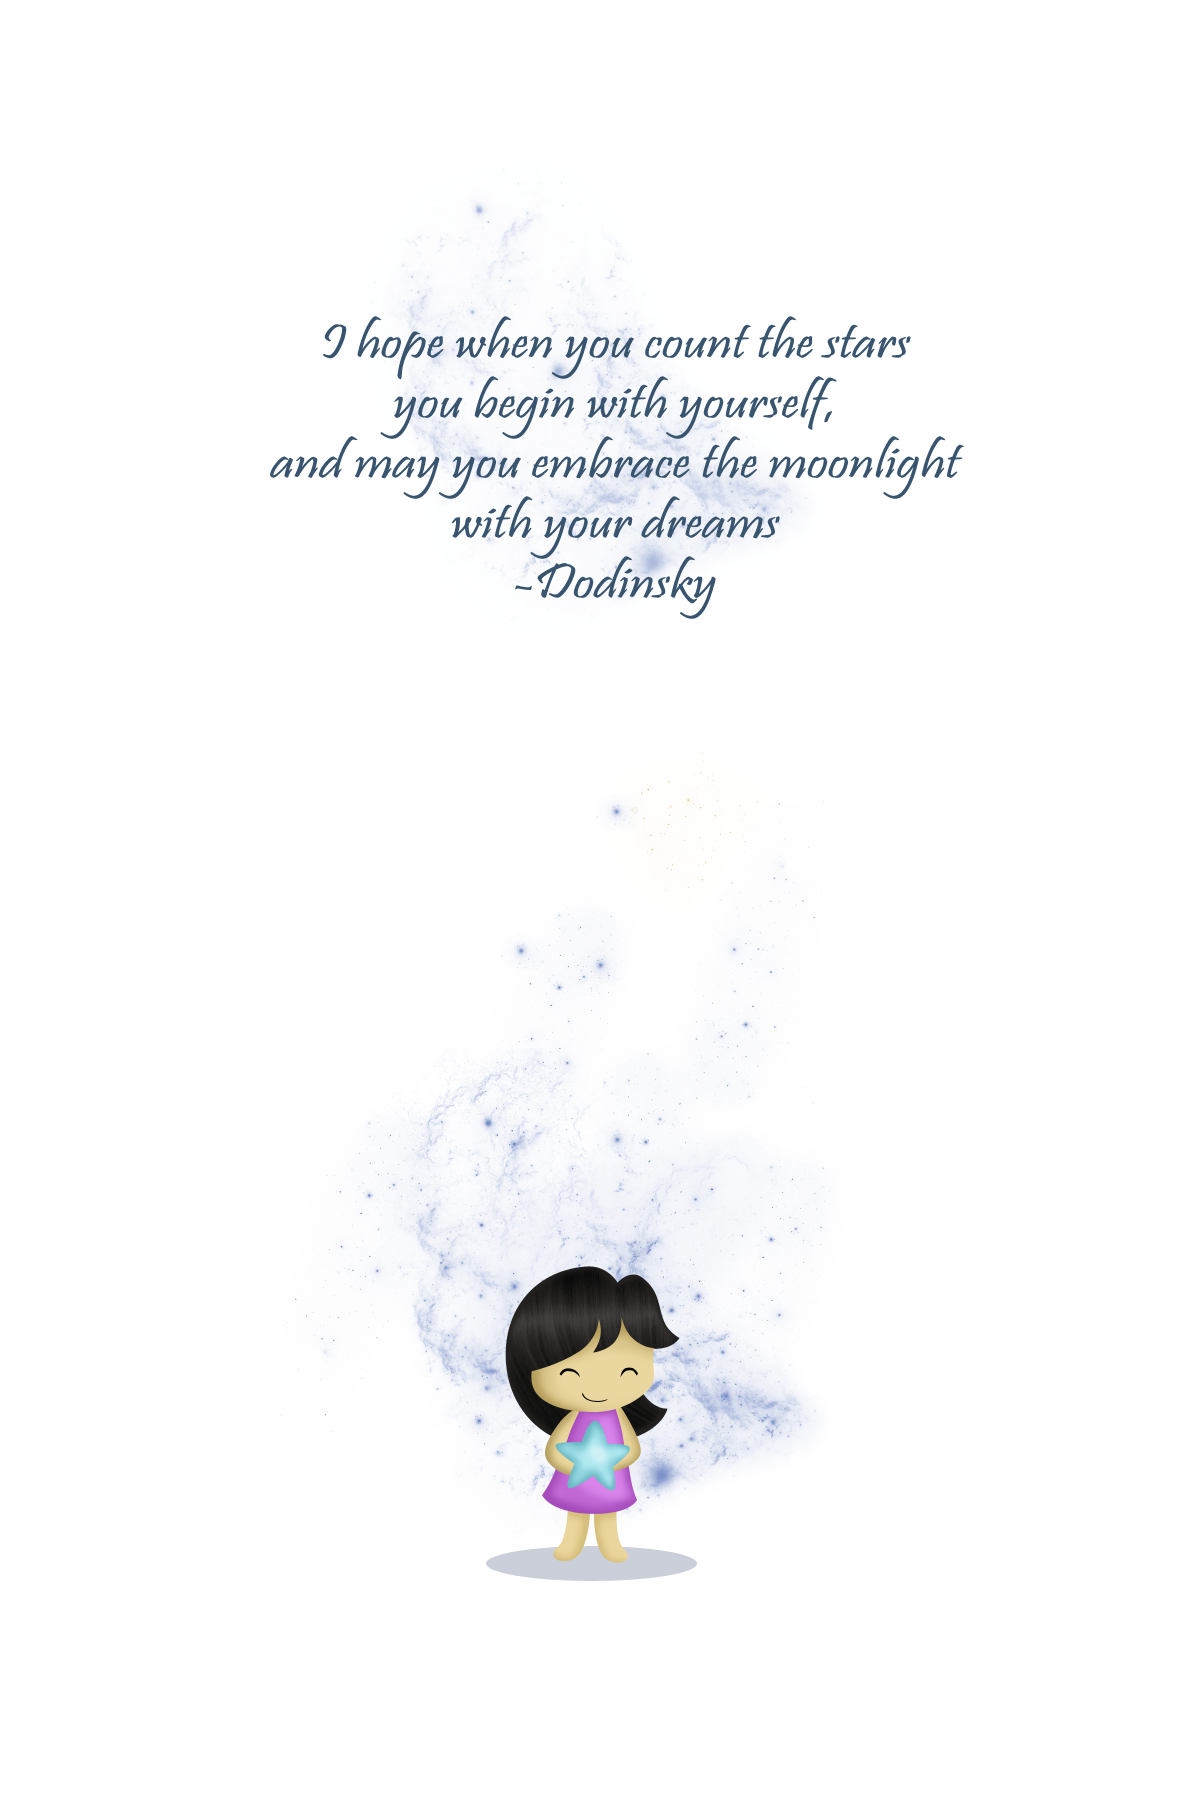 I hope when you count the stars
you begin with yourself,
and may you embrace the moonlight
with your dreams
~Dodinsky